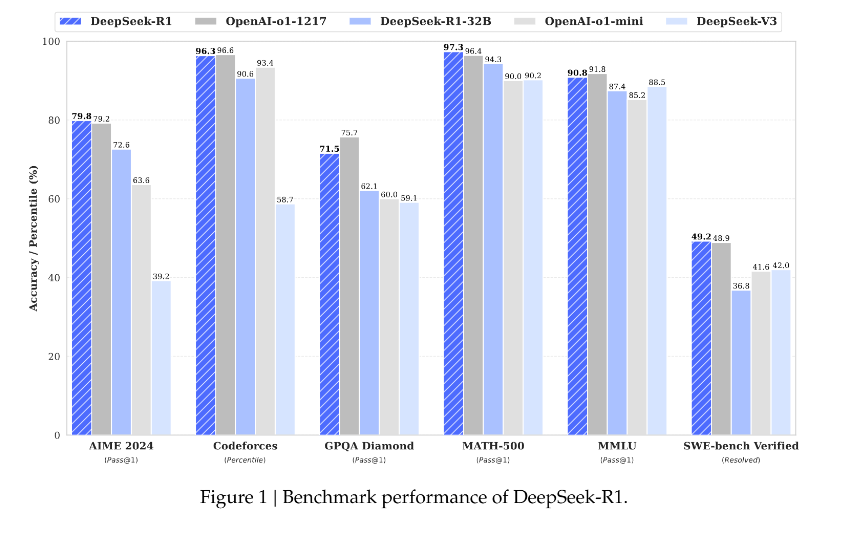 DeepSeek-R1 OpenAI-o1-1217 DeepSeek-R1-32B OpenAI-o1-mini DeepSeek-V3
Accuracy / Percentile (%)
100
80
60
40
20
0
79.8 79.2 72.6 63.6 39.2
96.3 96.6 90.6 93.4 58.7
71.5 75.7 62.1 60.0 59.1
97.3 96.4 94.3 90.0 90.2
90.8 91.8 87.4 85.2 88.5
49.2 48.9 36.8 41.6 42.0
AIME 2024 Codeforces GPQA Diamond MATH-500 MMLU SWE-bench Verified
(Pass@1) (Percentile) (Pass@1) (Pass@1) (Pass@1) (Resolved)
Figure 1 | Benchmark performance of DeepSeek-R1.